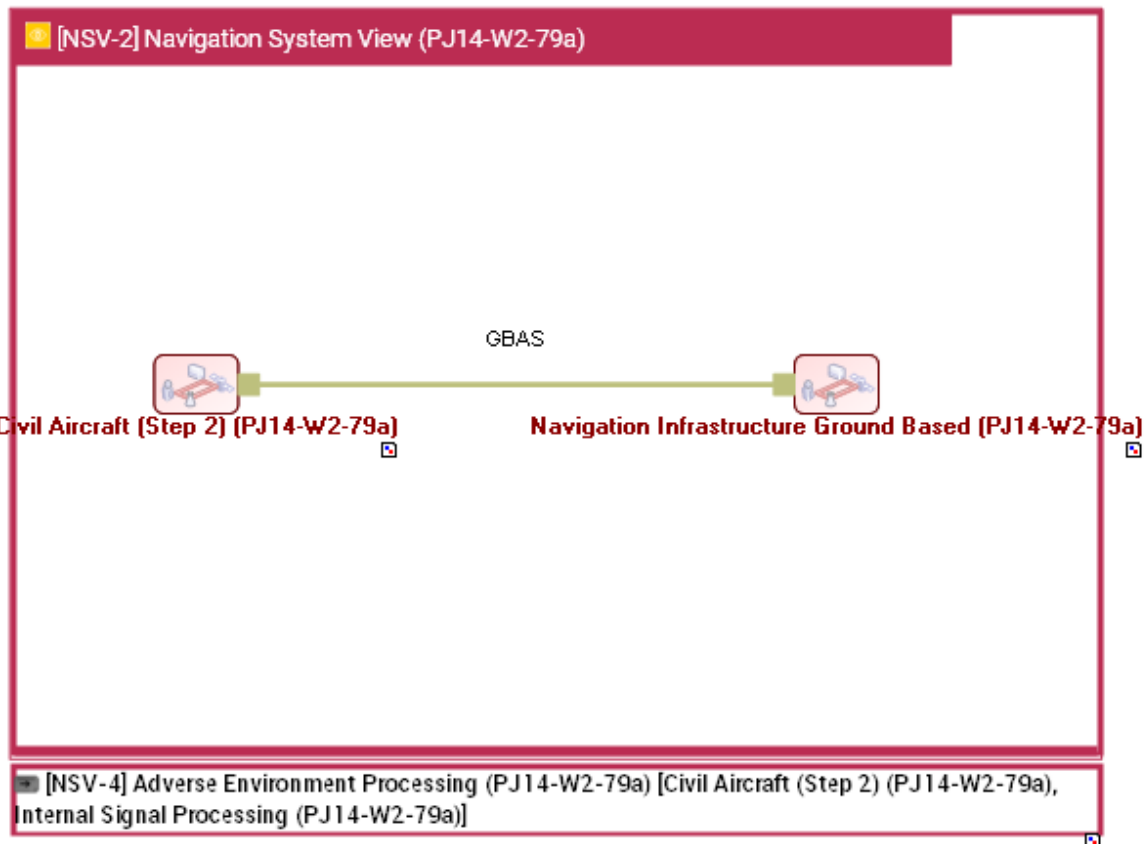 [NSV-2] Navigation System View (PJ14-W2-79a)
GBAS
Civil Aircraft (Step 2) (PJ14-W2-79a)
Navigation Infrastructure Ground Based (PJ14-W2-79a)
[NSV-4] Adverse Environment Processing (PJ14-W2-79a) [Civil Aircraft (Step 2) (PJ14-W2-79a),
Internal Signal Processing (PJ14-W2-79a)]